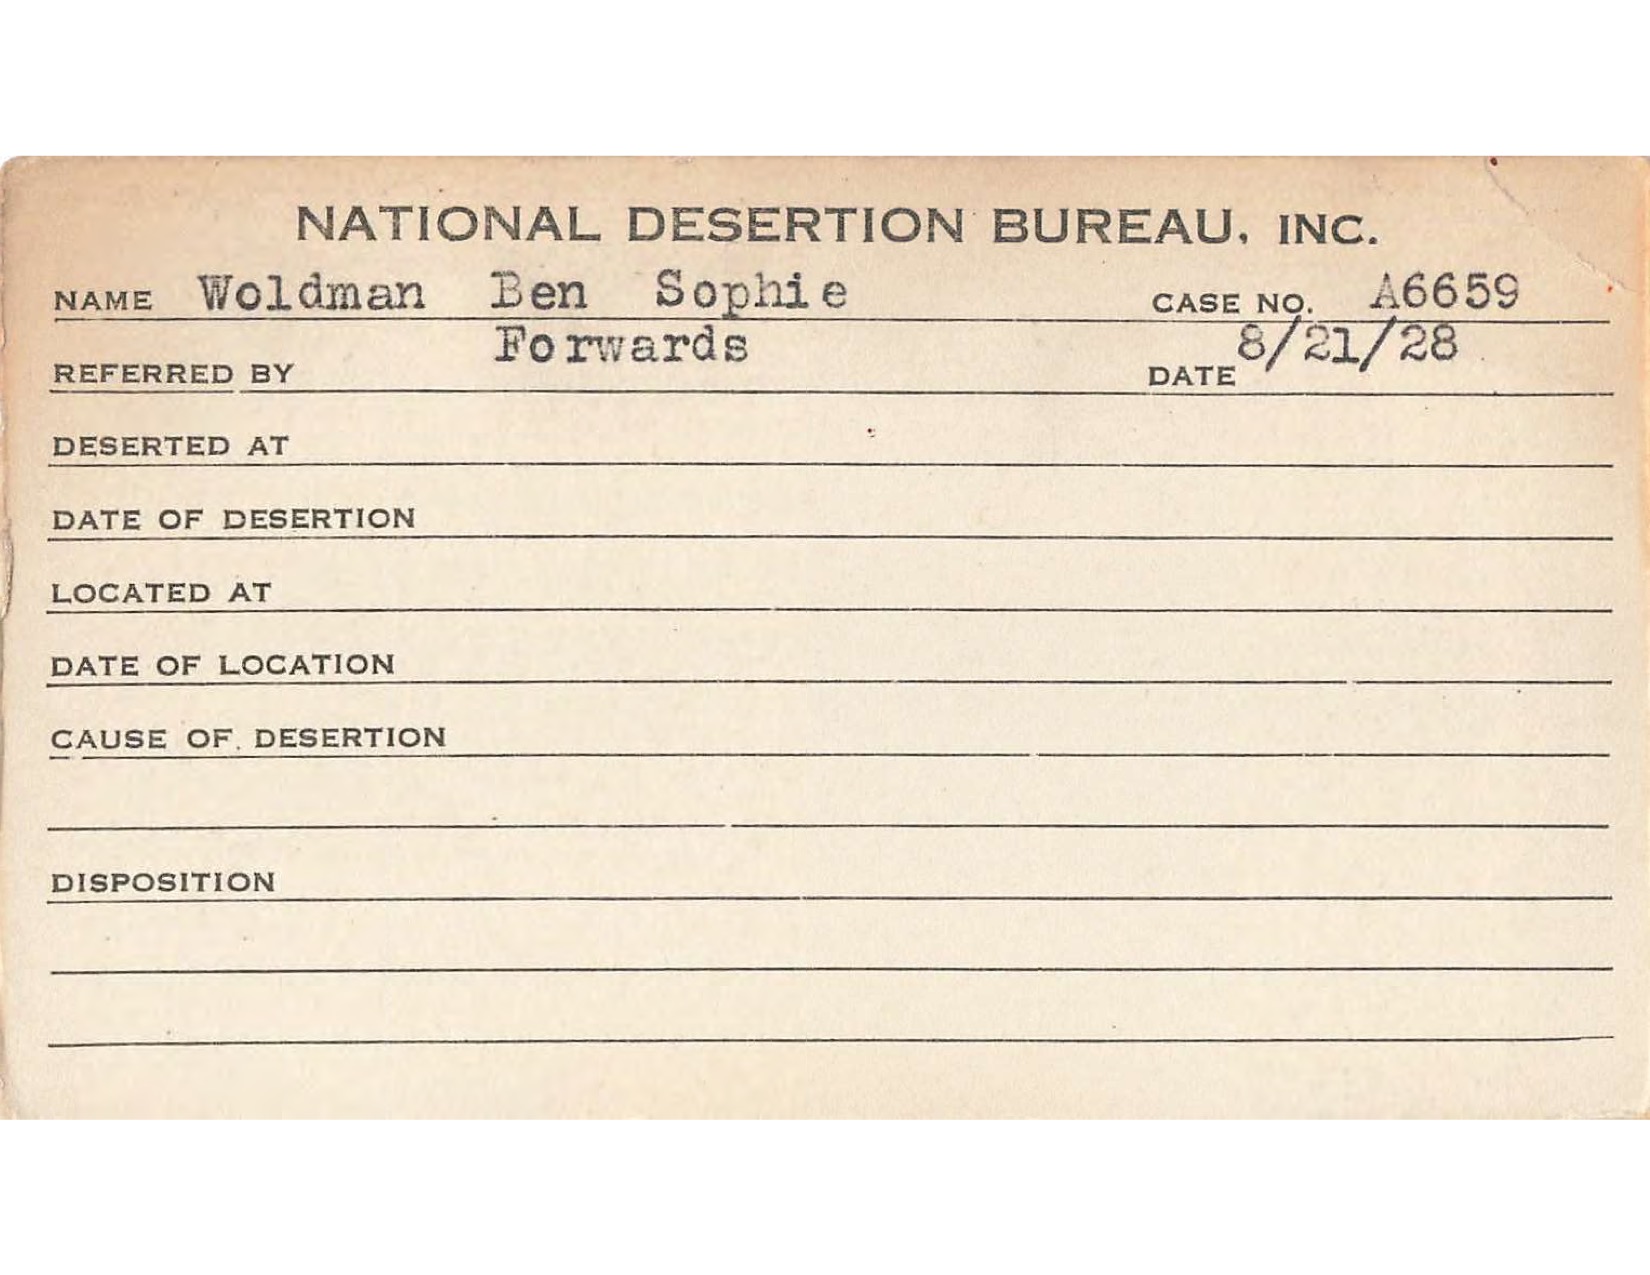 NATIONAL DESERTION BUREAU, INC.
NAME Woldman Ben Sophie CASE NO. A6659
REFERRED BY Forwards DATE 8/21/28
DESERTED AT
DATE OF DESERTION
LOCATED AT
DATE OF LOCATION
CAUSE OF DESERTION
DISPOSITION